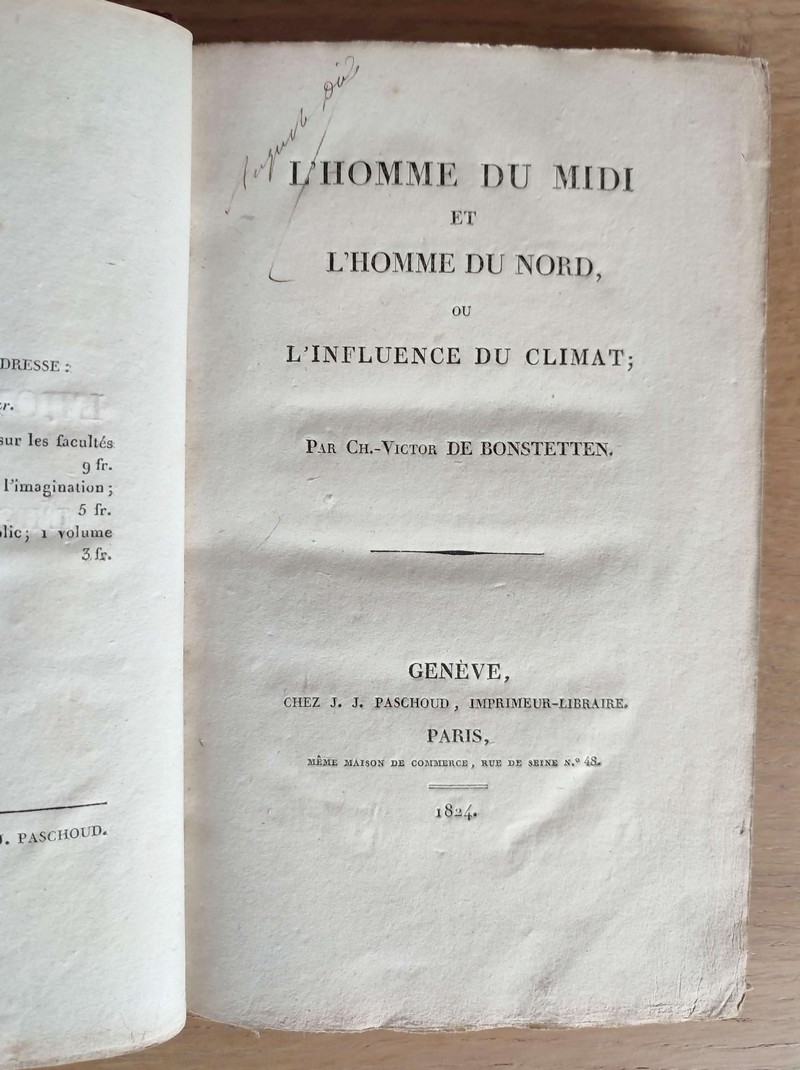 DRESSE :
r.
sur les facultés
9 fr.
l'imagination ;
5 fr.
lic ; 1 volume
3 fr.
J. PASCHOUD.
Auguste
L'HOMME DU MIDI
ET
L'HOMME DU NORD,
OU
L'INFLUENCE DU CLIMAT;
PAR CH.-VICTOR DE BONSTETTEN.
GENÈVE,
CHEZ J. J. PASCHOUD, IMPRIMEUR-LIBRAIRE.
PARIS,
MÊME MAISON DE COMMERCE, RUE DE SEINE N.º 48.
1824.